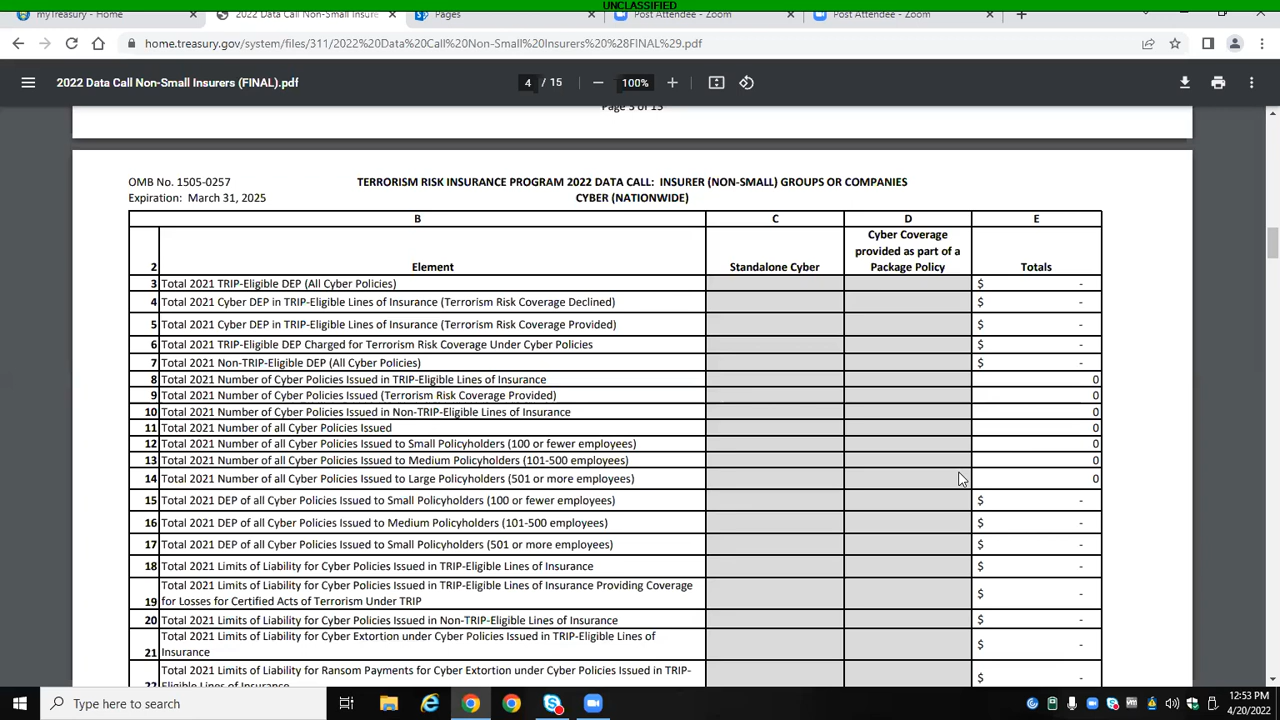 UNCLASSIFIED
myTreasury - Home
2022 Data Call Non-Small Insure
Pages
Post Attendee - Zoom
Post Attendee - Zoom
home.treasury.gov/system/files/311/2022%20Data%20Call%20Non-Small%20Insurers%20%28FINAL%29.pdf
2022 Data Call Non-Small Insurers (FINAL).pdf
4 / 15
100%
Page 3 of 15
OMB No. 1505-0257
TERRORISM RISK INSURANCE PROGRAM 2022 DATA CALL: INSURER (NON-SMALL) GROUPS OR COMPANIES
Expiration: March 31, 2025
CYBER (NATIONWIDE)
B C D E
2 Element Standalone Cyber
Cyber Coverage
provided as part of a
Package Policy
Totals
3 Total 2021 TRIP-Eligible DEP (All Cyber Policies) $ -
4 Total 2021 Cyber DEP in TRIP-Eligible Lines of Insurance (Terrorism Risk Coverage Declined) $ -
5 Total 2021 Cyber DEP in TRIP-Eligible Lines of Insurance (Terrorism Risk Coverage Provided) $ -
6 Total 2021 TRIP-Eligible DEP Charged for Terrorism Risk Coverage Under Cyber Policies $ -
7 Total 2021 Non-TRIP-Eligible DEP (All Cyber Policies) $ -
8 Total 2021 Number of Cyber Policies Issued in TRIP-Eligible Lines of Insurance 0
9 Total 2021 Number of Cyber Policies Issued (Terrorism Risk Coverage Provided) 0
10 Total 2021 Number of Cyber Policies Issued in Non-TRIP-Eligible Lines of Insurance 0
11 Total 2021 Number of all Cyber Policies Issued 0
12 Total 2021 Number of all Cyber Policies Issued to Small Policyholders (100 or fewer employees) 0
13 Total 2021 Number of all Cyber Policies Issued to Medium Policyholders (101-500 employees) 0
14 Total 2021 Number of all Cyber Policies Issued to Large Policyholders (501 or more employees) 0
15 Total 2021 DEP of all Cyber Policies Issued to Small Policyholders (100 or fewer employees) $ -
16 Total 2021 DEP of all Cyber Policies Issued to Medium Policyholders (101-500 employees) $ -
17 Total 2021 DEP of all Cyber Policies Issued to Small Policyholders (501 or more employees) $ -
18 Total 2021 Limits of Liability for Cyber Policies Issued in TRIP-Eligible Lines of Insurance $ -
Total 2021 Limits of Liability for Cyber Policies Issued in TRIP-Eligible Lines of Insurance Providing Coverage
19 for Losses for Certified Acts of Terrorism Under TRIP $ -
20 Total 2021 Limits of Liability for Cyber Policies Issued in Non-TRIP-Eligible Lines of Insurance $ -
Total 2021 Limits of Liability for Cyber Extortion under Cyber Policies Issued in TRIP-Eligible Lines of
21 Insurance $ -
Total 2021 Limits of Liability for Ransom Payments for Cyber Extortion under Cyber Policies Issued in TRIP-
22 Eligible Lines of Insurance $ -
Type here to search
12:53 PM
4/20/2022